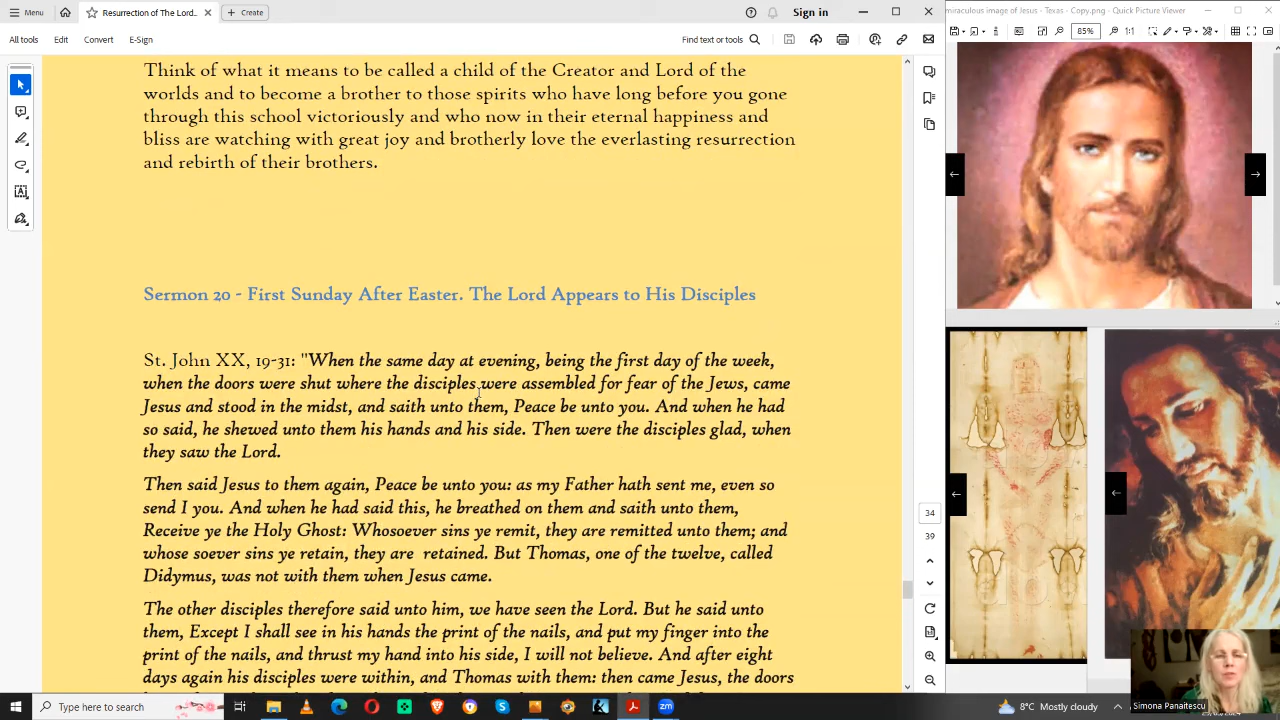 Menu
Resurrection of The Lord...
Create
Sign in
All tools
Edit
Convert
E-Sign
Find text or tools
Think of what it means to be called a child of the Creator and Lord of the
worlds and to become a brother to those spirits who have long before you gone
through this school victoriously and who now in their eternal happiness and
bliss are watching with great joy and brotherly love the everlasting resurrection
and rebirth of their brothers.
Sermon 20 - First Sunday After Easter. The Lord Appears to His Disciples
St. John XX, 19-31: "When the same day at evening, being the first day of the week,
when the doors were shut where the disciples were assembled for fear of the Jews, came
Jesus and stood in the midst, and saith unto them, Peace be unto you. And when he had
so said, he shewed unto them his hands and his side. Then were the disciples glad, when
they saw the Lord.
Then said Jesus to them again, Peace be unto you: as my Father hath sent me, even so
send I you. And when he had said this, he breathed on them and saith unto them,
Receive ye the Holy Ghost: Whosoever sins ye remit, they are remitted unto them; and
whose soever sins ye retain, they are retained. But Thomas, one of the twelve, called
Didymus, was not with them when Jesus came.
The other disciples therefore said unto him, we have seen the Lord. But he said unto
them, Except I shall see in his hands the print of the nails, and put my finger into the
print of the nails, and thrust my hand into his side, I will not believe. And after eight
days again his disciples were within, and Thomas with them: then came Jesus, the doors
34
39
miraculous image of Jesus - Texas - Copy.png - Quick Picture Viewer
85%
1:1
Type here to search
8°C Mostly cloudy
Simona Panaitescu